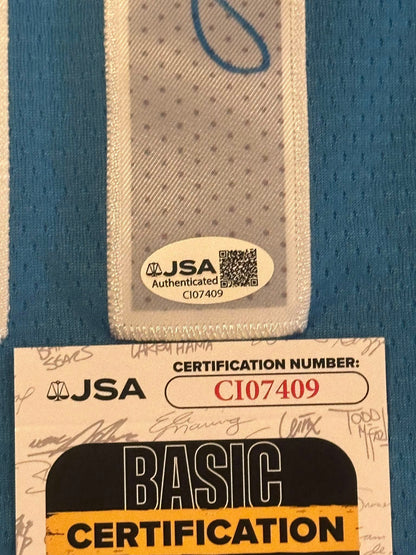 JSA
Authenticated
CI07409
JSA
CERTIFICATION NUMBER:
CI07409
BASIC
CERTIFICATION